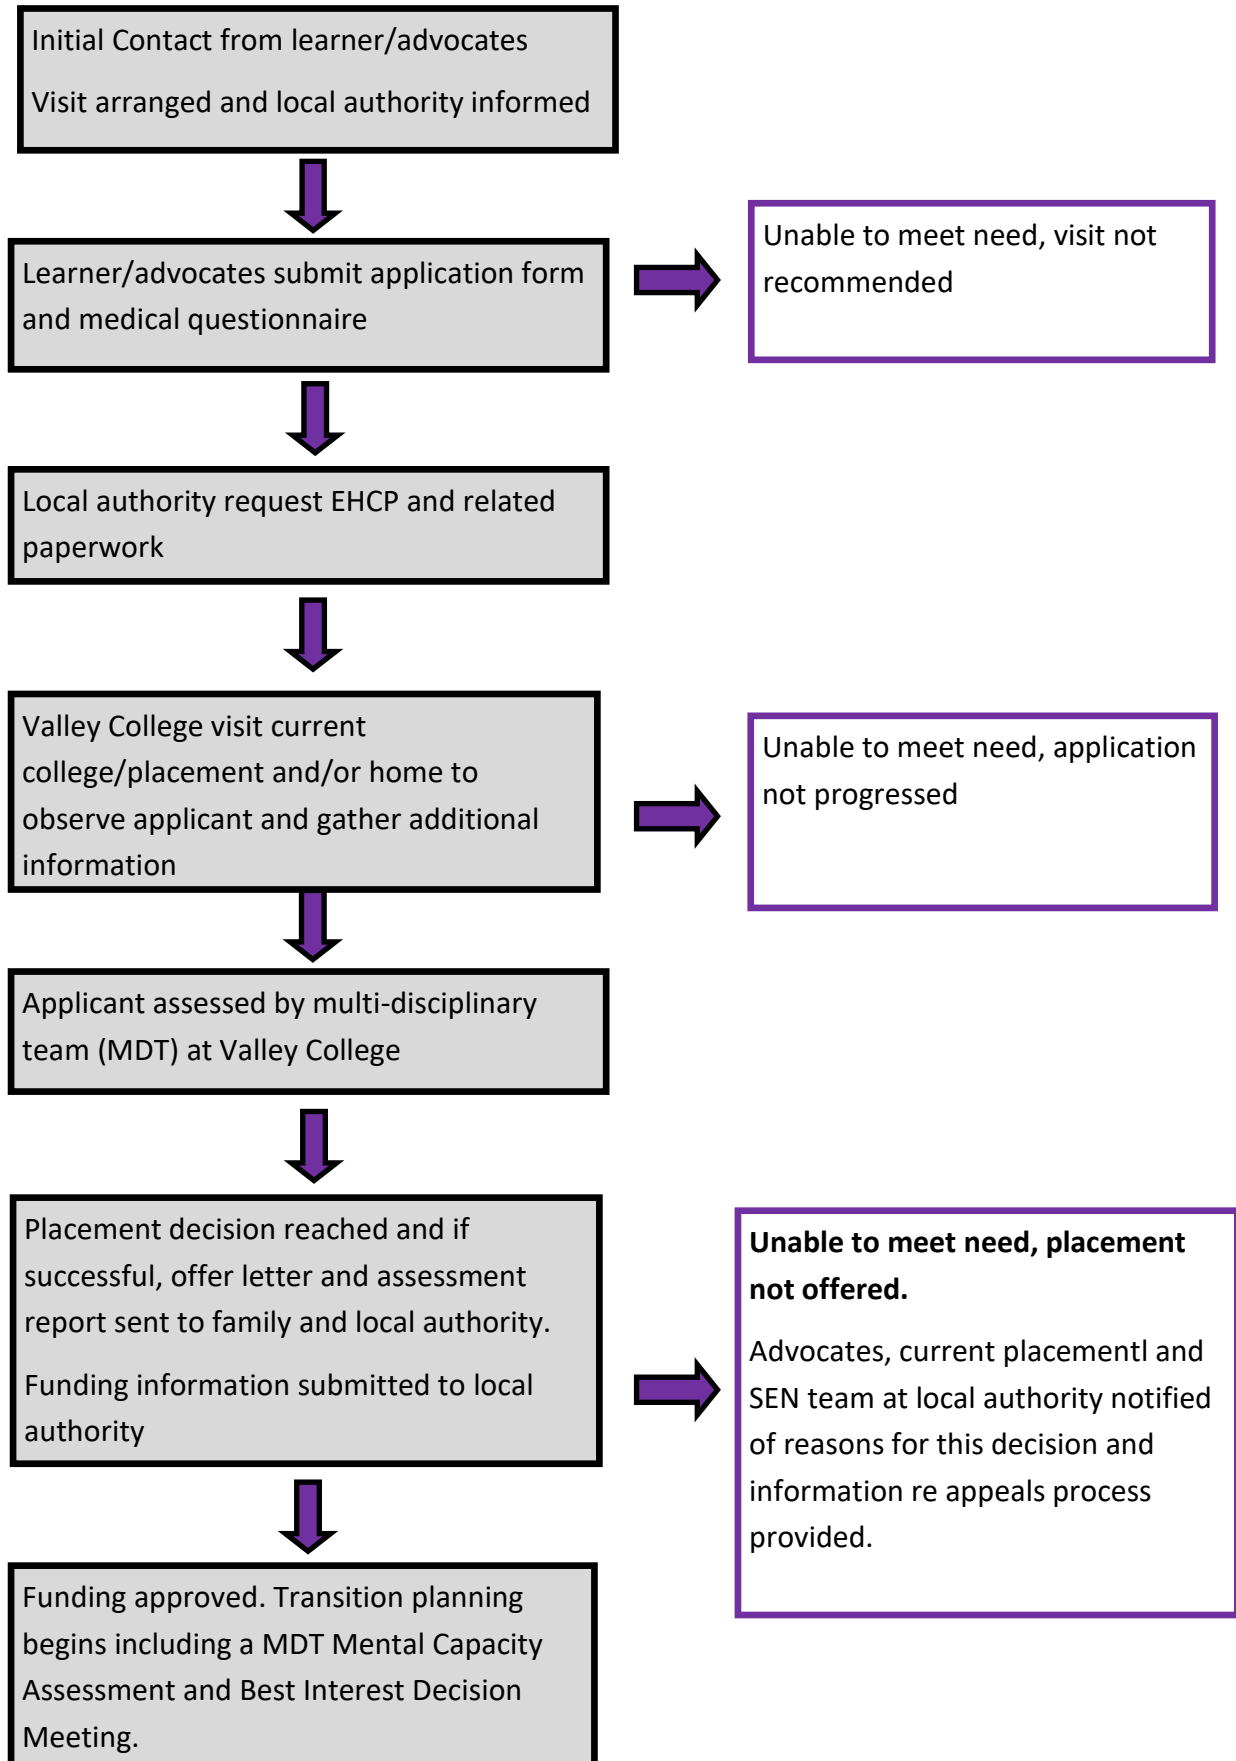 Initial Contact from learner/advocates
Visit arranged and local authority informed
Learner/advocates submit application form
and medical questionnaire
Unable to meet need, visit not
recommended
Local authority request EHCP and related
paperwork
Valley College visit current
college/placement and/or home to
observe applicant and gather additional
information
Unable to meet need, application
not progressed
Applicant assessed by multi-disciplinary
team (MDT) at Valley College
Placement decision reached and if
successful, offer letter and assessment
report sent to family and local authority.
Funding information submitted to local
authority
Unable to meet need, placement
not offered.
Advocates, current placementl and
SEN team at local authority notified
of reasons for this decision and
information re appeals process
provided.
Funding approved. Transition planning
begins including a MDT Mental Capacity
Assessment and Best Interest Decision
Meeting.